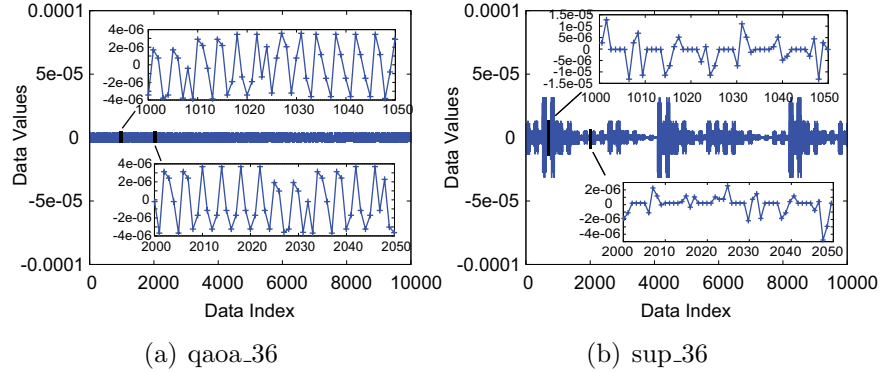 0.0001
5e-05
0
-5e-05
-0.0001
Data Values
4e-06
2e-06
0
-2e-06
-4e-06
1000 1010 1020 1030 1040 1050
4e-06
2e-06
0
-2e-06
-4e-06
2000 2010 2020 2030 2040 2050
0 2000 4000 6000 8000 10000
Data Index
(a) qaoa_36
0.0001
5e-05
0
-5e-05
-0.0001
Data Values
1.5e-05
1e-05
5e-06
0
-5e-06
-1e-05
-1.5e-05
1000 1010 1020 1030 1040 1050
2e-06
0
-2e-06
-4e-06
2000 2010 2020 2030 2040 2050
0 2000 4000 6000 8000 10000
Data Index
(b) sup_36